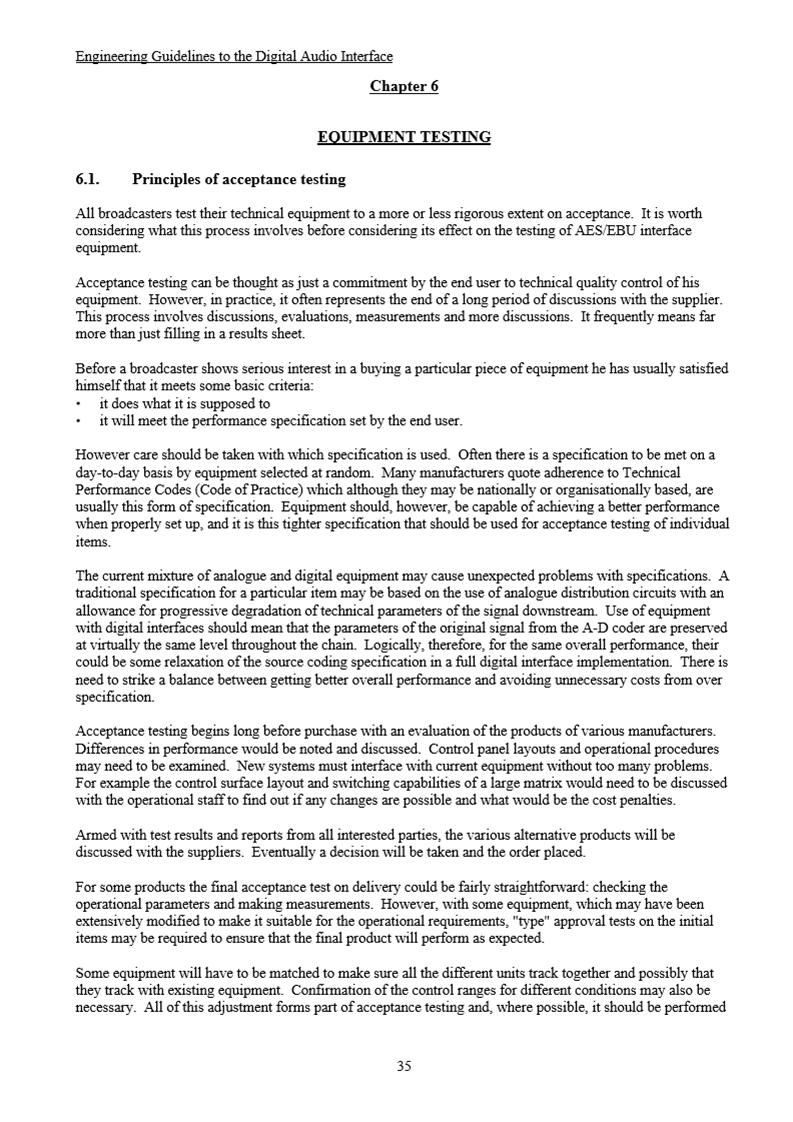 Engineering Guidelines to the Digital Audio Interface
Chapter 6
EQUIPMENT TESTING
6.1. Principles of acceptance testing
All broadcasters test their technical equipment to a more or less rigorous extent on acceptance. It is worth
considering what this process involves before considering its effect on the testing of AES/EBU interface
equipment.
Acceptance testing can be thought as just a commitment by the end user to technical quality control of his
equipment. However, in practice, it often represents the end of a long period of discussions with the supplier.
This process involves discussions, evaluations, measurements and more discussions. It frequently means far
more than just filling in a results sheet.
Before a broadcaster shows serious interest in a buying a particular piece of equipment he has usually satisfied
himself that it meets some basic criteria:
• it does what it is supposed to
• it will meet the performance specification set by the end user.
However care should be taken with which specification is used. Often there is a specification to be met on a
day-to-day basis by equipment selected at random. Many manufacturers quote adherence to Technical
Performance Codes (Code of Practice) which although they may be nationally or organisationally based, are
usually this form of specification. Equipment should, however, be capable of achieving a better performance
when properly set up, and it is this tighter specification that should be used for acceptance testing of individual
items.
The current mixture of analogue and digital equipment may cause unexpected problems with specifications. A
traditional specification for a particular item may be based on the use of analogue distribution circuits with an
allowance for progressive degradation of technical parameters of the signal downstream. Use of equipment
with digital interfaces should mean that the parameters of the original signal from the A-D coder are preserved
at virtually the same level throughout the chain. Logically, therefore, for the same overall performance, their
could be some relaxation of the source coding specification in a full digital interface implementation. There is
need to strike a balance between getting better overall performance and avoiding unnecessary costs from over
specification.
Acceptance testing begins long before purchase with an evaluation of the products of various manufacturers.
Differences in performance would be noted and discussed. Control panel layouts and operational procedures
may need to be examined. New systems must interface with current equipment without too many problems.
For example the control surface layout and switching capabilities of a large matrix would need to be discussed
with the operational staff to find out if any changes are possible and what would be the cost penalties.
Armed with test results and reports from all interested parties, the various alternative products will be
discussed with the suppliers. Eventually a decision will be taken and the order placed.
For some products the final acceptance test on delivery could be fairly straightforward: checking the
operational parameters and making measurements. However, with some equipment, which may have been
extensively modified to make it suitable for the operational requirements, "type" approval tests on the initial
items may be required to ensure that the final product will perform as expected.
Some equipment will have to be matched to make sure all the different units track together and possibly that
they track with existing equipment. Confirmation of the control ranges for different conditions may also be
necessary. All of this adjustment forms part of acceptance testing and, where possible, it should be performed
35